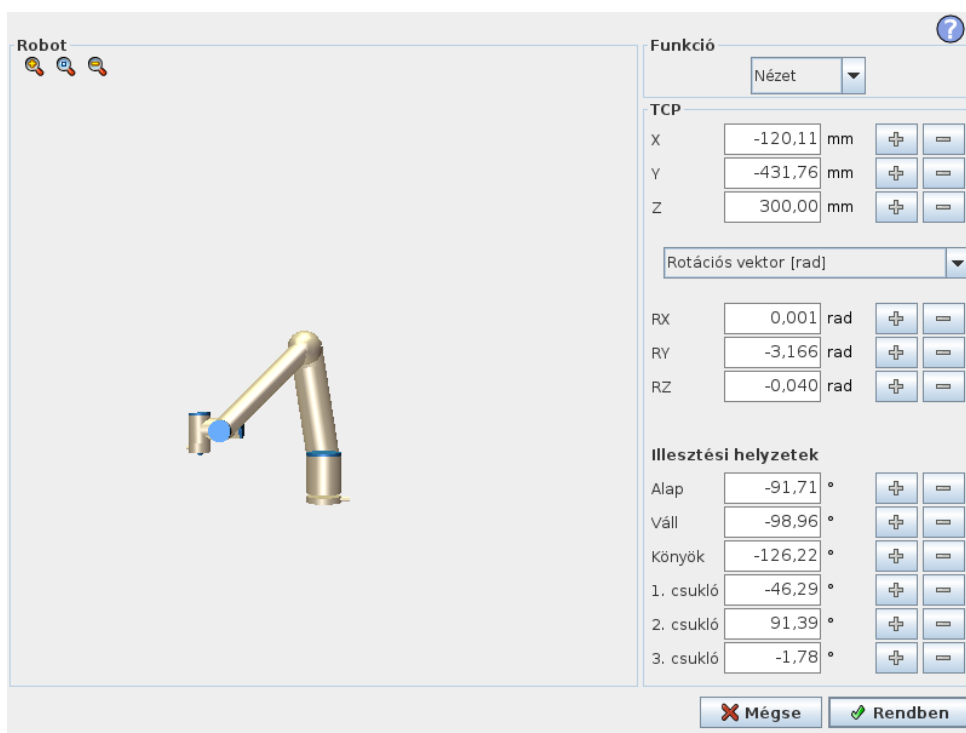 ?
Robot
Funkció
Nézet
TCP
X -120,11 mm
Y -431,76 mm
Z 300,00 mm
Rotációs vektor [rad]
RX 0,001 rad
RY -3,166 rad
RZ -0,040 rad
Illesztési helyzetek
Alap -91,71 °
Váll -98,96 °
Könyök -126,22 °
1. csukló -46,29 °
2. csukló 91,39 °
3. csukló -1,78 °
Mégse Rendben